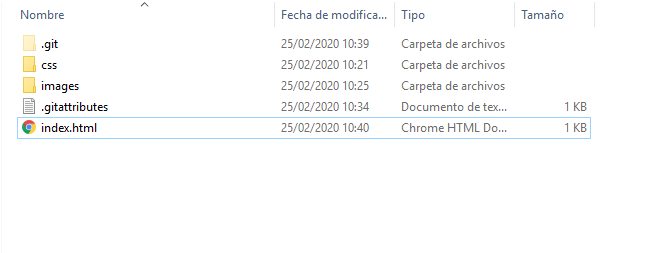 Nombre Fecha de modifica... Tipo Tamaño
.git 25/02/2020 10:39 Carpeta de archivos
css 25/02/2020 10:21 Carpeta de archivos
images 25/02/2020 10:25 Carpeta de archivos
.gitattributes 25/02/2020 10:34 Documento de tex... 1 KB
index.html 25/02/2020 10:40 Chrome HTML Do... 1 KB